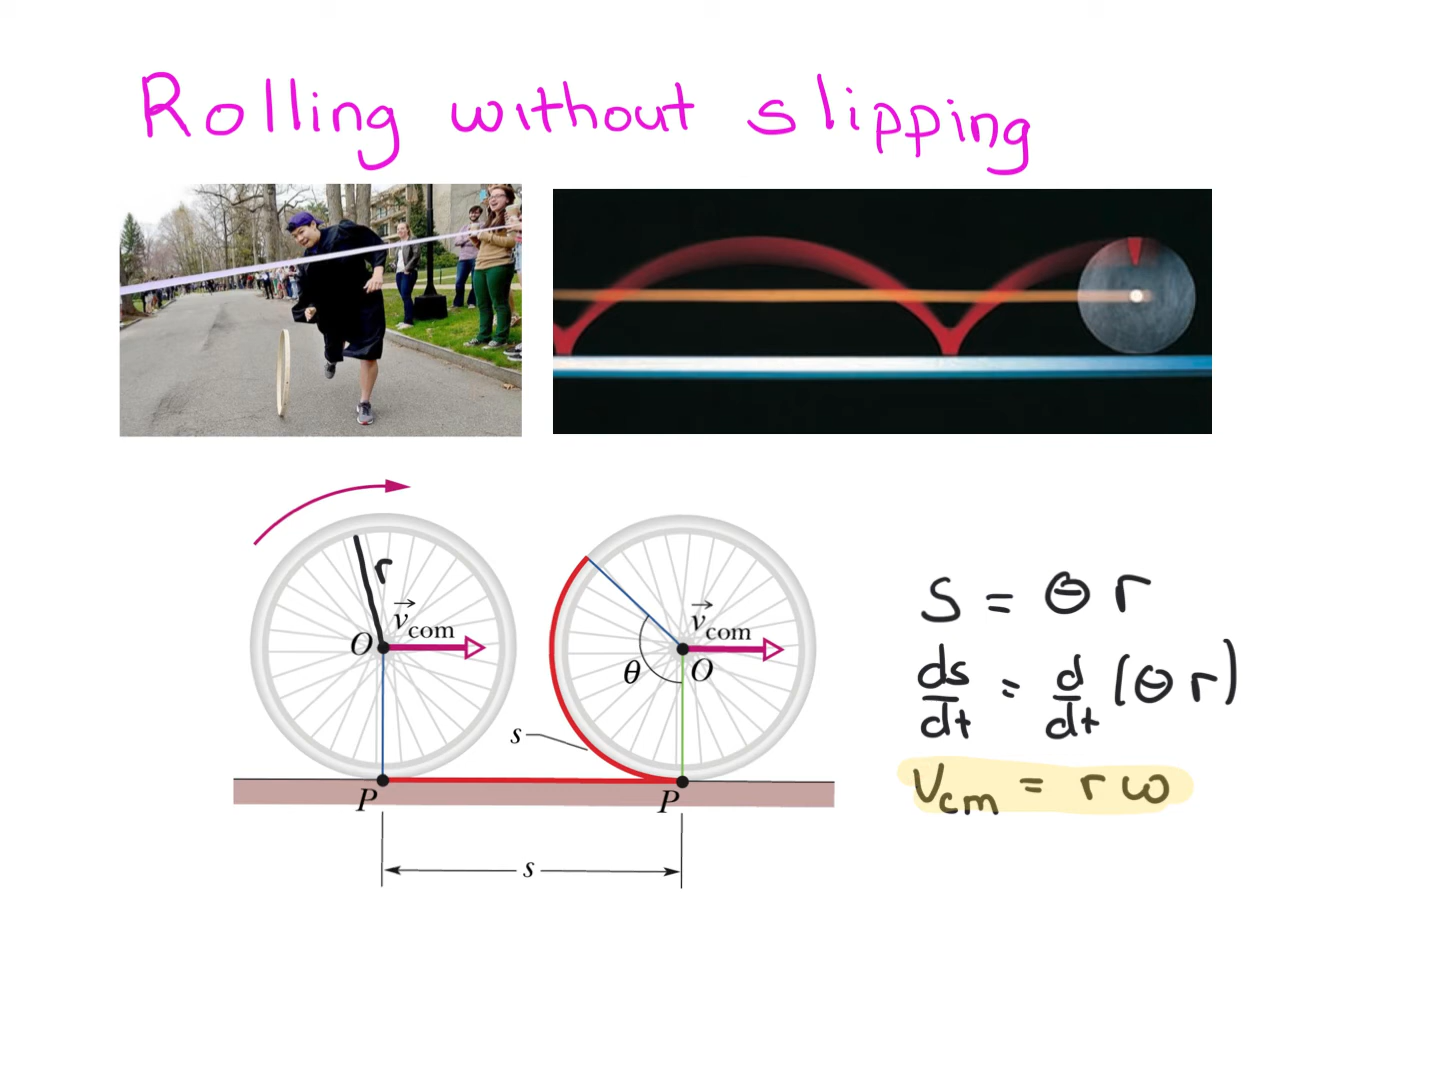 Rolling without slipping
r
v com
O
v com
O
θ
s
P
P
s
s = θ r
ds/dt = d/dt (θ r)
Vcm = r ω